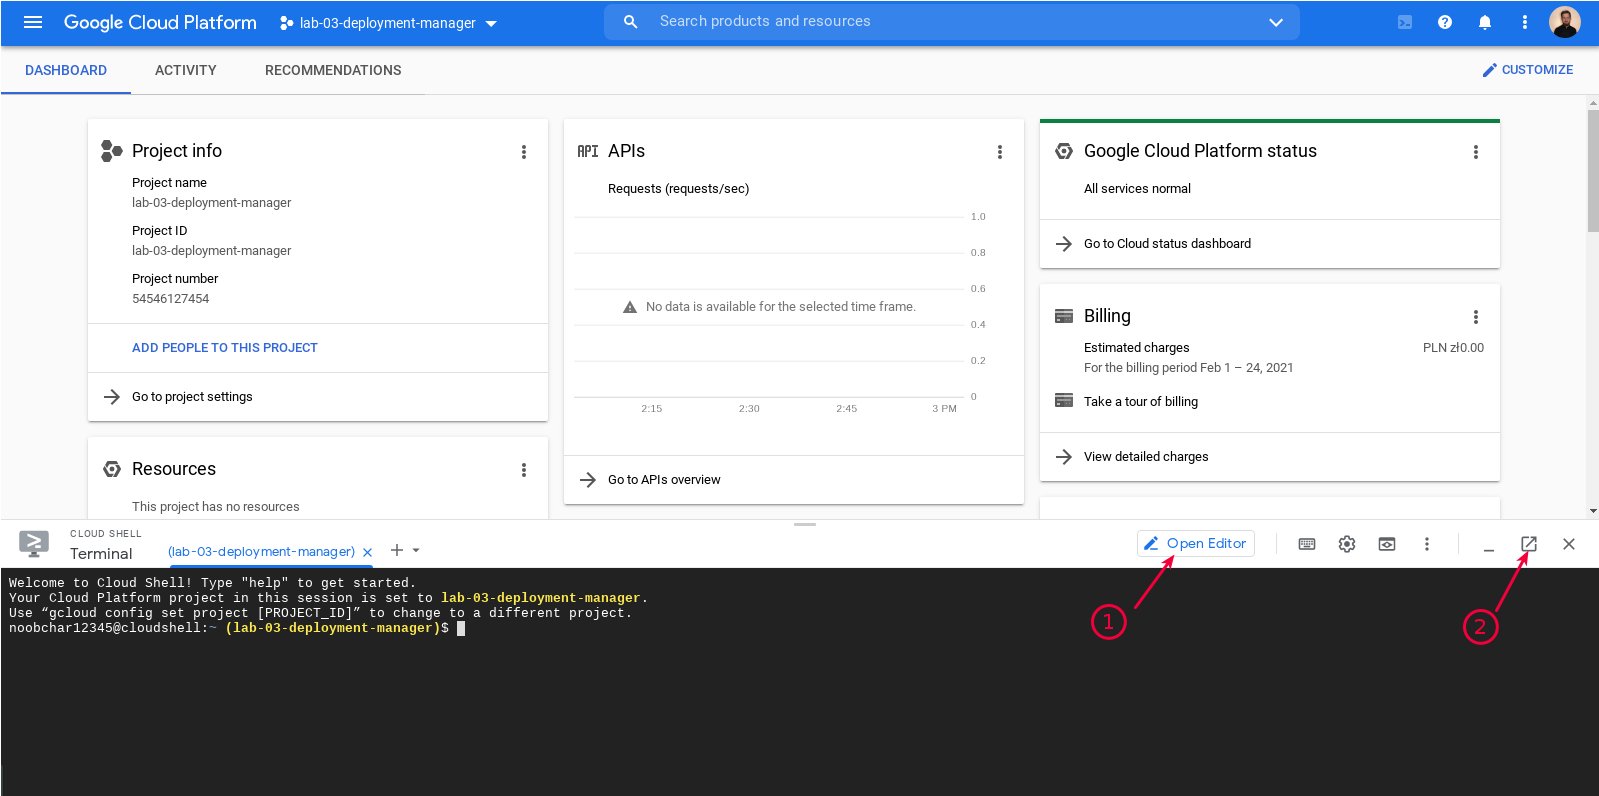 Google Cloud Platform
lab-03-deployment-manager
Search products and resources
DASHBOARD
ACTIVITY
RECOMMENDATIONS
CUSTOMIZE
Project info
Project name
lab-03-deployment-manager
Project ID
lab-03-deployment-manager
Project number
54546127454
ADD PEOPLE TO THIS PROJECT
Go to project settings
Resources
This project has no resources
API APIs
Requests (requests/sec)
1.0
0.8
0.6
No data is available for the selected time frame.
0.4
0.2
0
2:15 2:30 2:45 3 PM
Go to APIs overview
Google Cloud Platform status
All services normal
Go to Cloud status dashboard
Billing
Estimated charges PLN zł0.00
For the billing period Feb 1 – 24, 2021
Take a tour of billing
View detailed charges
CLOUD SHELL
Terminal
(lab-03-deployment-manager)
Open Editor
Welcome to Cloud Shell! Type "help" to get started.
Your Cloud Platform project in this session is set to lab-03-deployment-manager.
Use “gcloud config set project [PROJECT_ID]” to change to a different project.
noobchar12345@cloudshell:~ (lab-03-deployment-manager)$
1
2